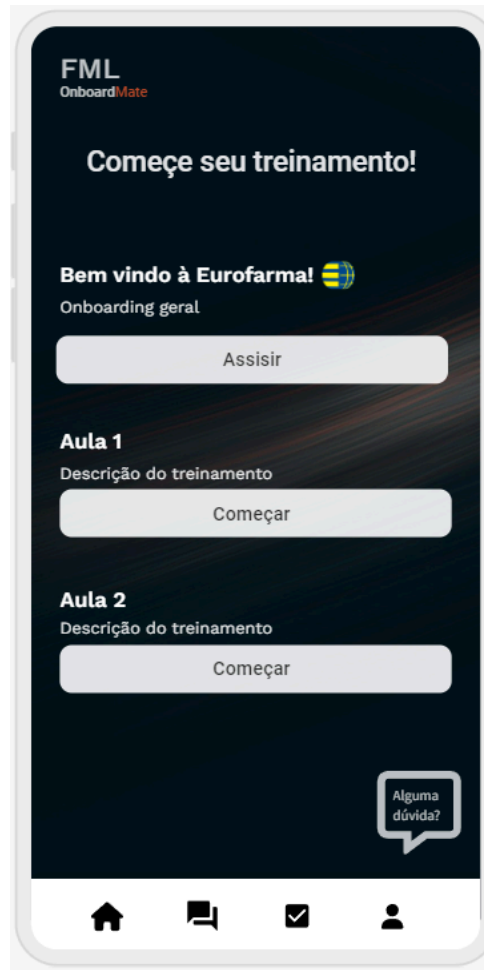 FML
OnboardMate
Começe seu treinamento!
Bem vindo à Eurofarma!
Onboarding geral
Assisir
Aula 1
Descrição do treinamento
Começar
Aula 2
Descrição do treinamento
Começar
Alguma
dúvida?